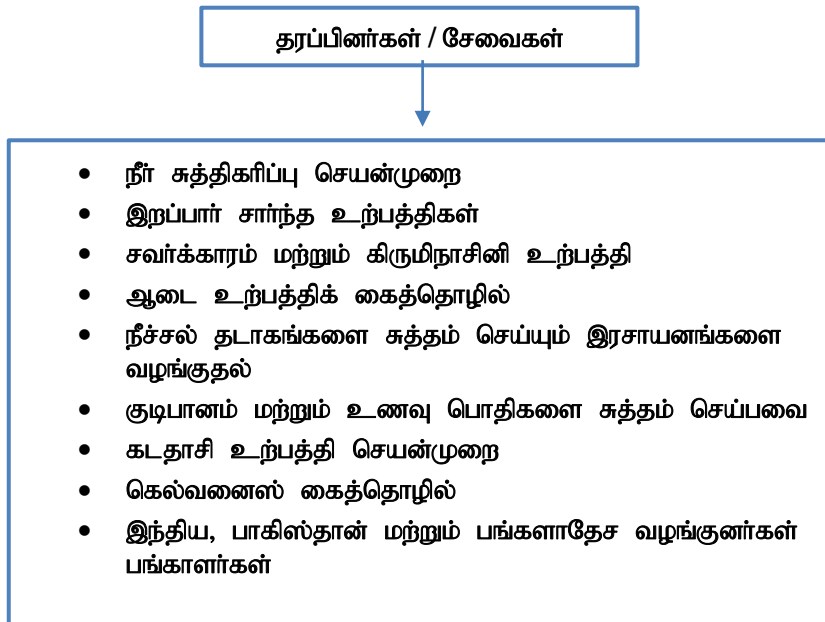 தரப்பினர்கள் / சேவைகள்
• நீர் சுத்திகரிப்பு செயன்முறை
• இறப்பார் சார்ந்த உற்பத்திகள்
• சவர்க்காரம் மற்றும் கிருமிநாசினி உற்பத்தி
• ஆடை உற்பத்திக் கைத்தொழில்
• நீச்சல் தடாகங்களை சுத்தம் செய்யும் இரசாயனங்களை
வழங்குதல்
• குடிபானம் மற்றும் உணவு பொதிகளை சுத்தம் செய்பவை
• கடதாசி உற்பத்தி செயன்முறை
• கெல்வனைஸ் கைத்தொழில்
• இந்திய, பாகிஸ்தான் மற்றும் பங்களாதேச வழங்குனர்கள்
பங்காளர்கள்